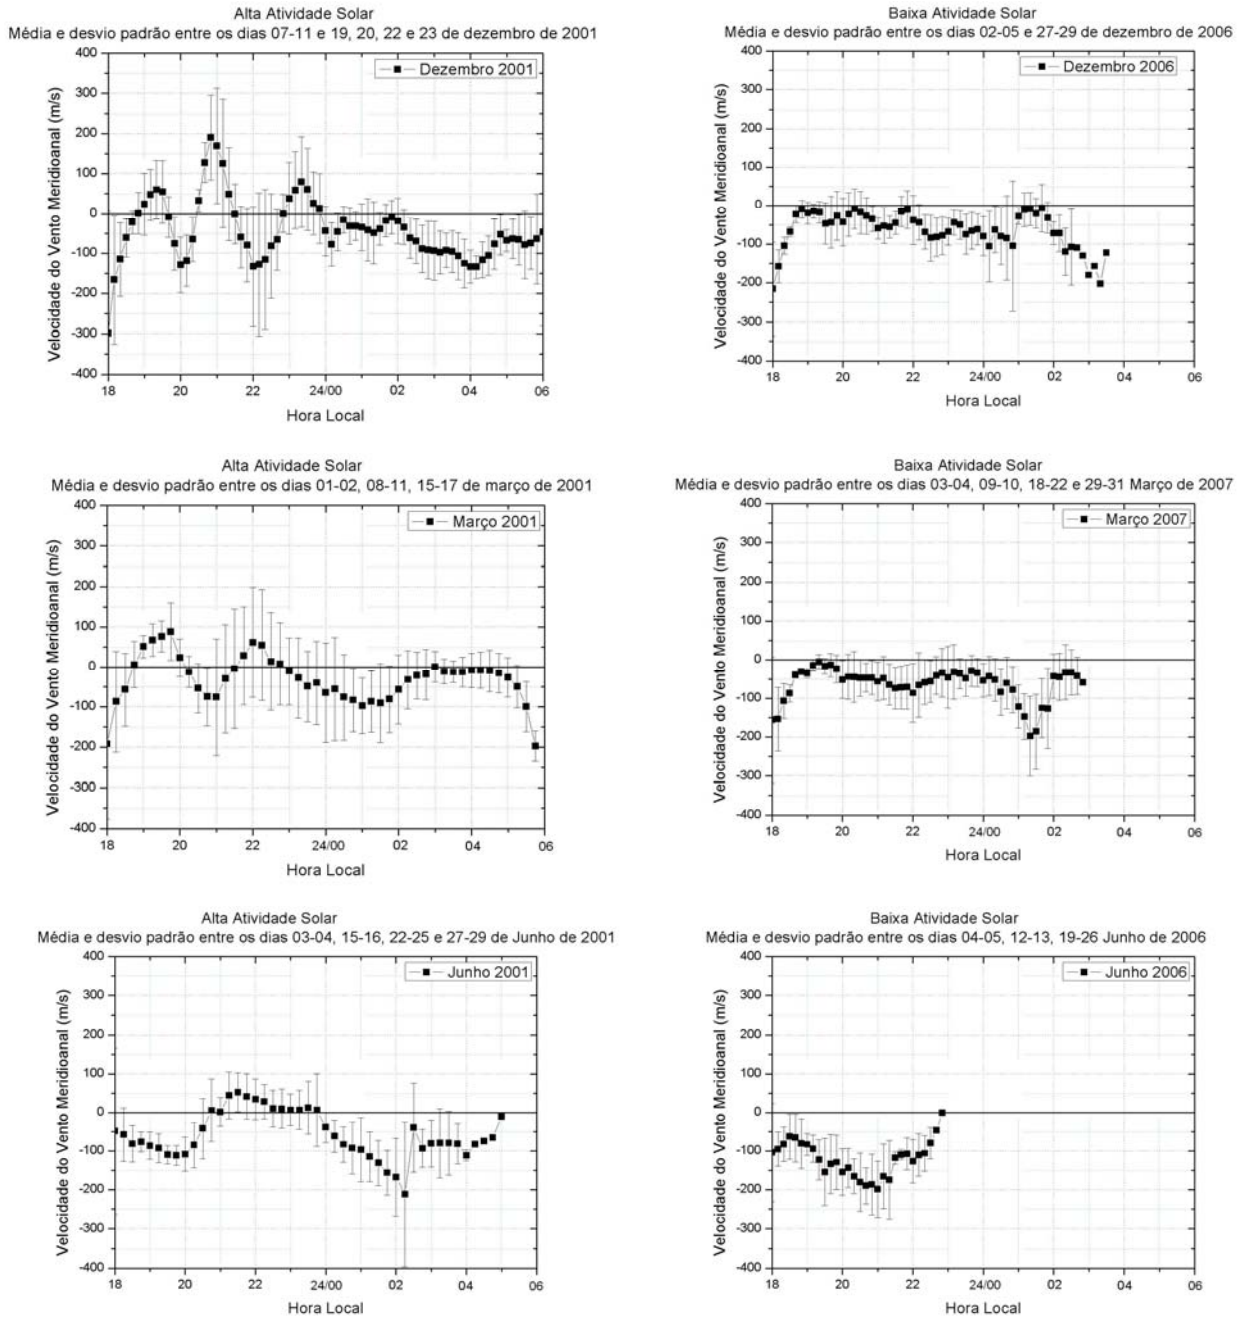 Alta Atividade Solar
Média e desvio padrão entre os dias 07-11 e 19, 20, 22 e 23 de dezembro de 2001
Dezembro 2001
Velocidade do Vento Meridioanal (m/s)
400
300
200
100
0
-100
-200
-300
-400
18 20 22 24/00 02 04 06
Hora Local
Baixa Atividade Solar
Média e desvio padrão entre os dias 02-05 e 27-29 de dezembro de 2006
Dezembro 2006
Velocidade do Vento Meridioanal (m/s)
400
300
200
100
0
-100
-200
-300
-400
18 20 22 24/00 02 04 06
Hora Local
Alta Atividade Solar
Média e desvio padrão entre os dias 01-02, 08-11, 15-17 de março de 2001
Março 2001
Velocidade do Vento Meridioanal (m/s)
400
300
200
100
0
-100
-200
-300
-400
18 20 22 24/00 02 04 06
Hora Local
Baixa Atividade Solar
Média e desvio padrão entre os dias 03-04, 09-10, 18-22 e 29-31 Março de 2007
Março 2007
Velocidade do Vento Meridioanal (m/s)
400
300
200
100
0
-100
-200
-300
-400
18 20 22 24/00 02 04 06
Hora Local
Alta Atividade Solar
Média e desvio padrão entre os dias 03-04, 15-16, 22-25 e 27-29 de Junho de 2001
Junho 2001
Velocidade do Vento Meridioanal (m/s)
400
300
200
100
0
-100
-200
-300
-400
18 20 22 24/00 02 04 06
Hora Local
Baixa Atividade Solar
Média e desvio padrão entre os dias 04-05, 12-13, 19-26 Junho de 2006
Junho 2006
Velocidade do Vento Meridioanal (m/s)
400
300
200
100
0
-100
-200
-300
-400
18 20 22 24/00 02 04 06
Hora Local